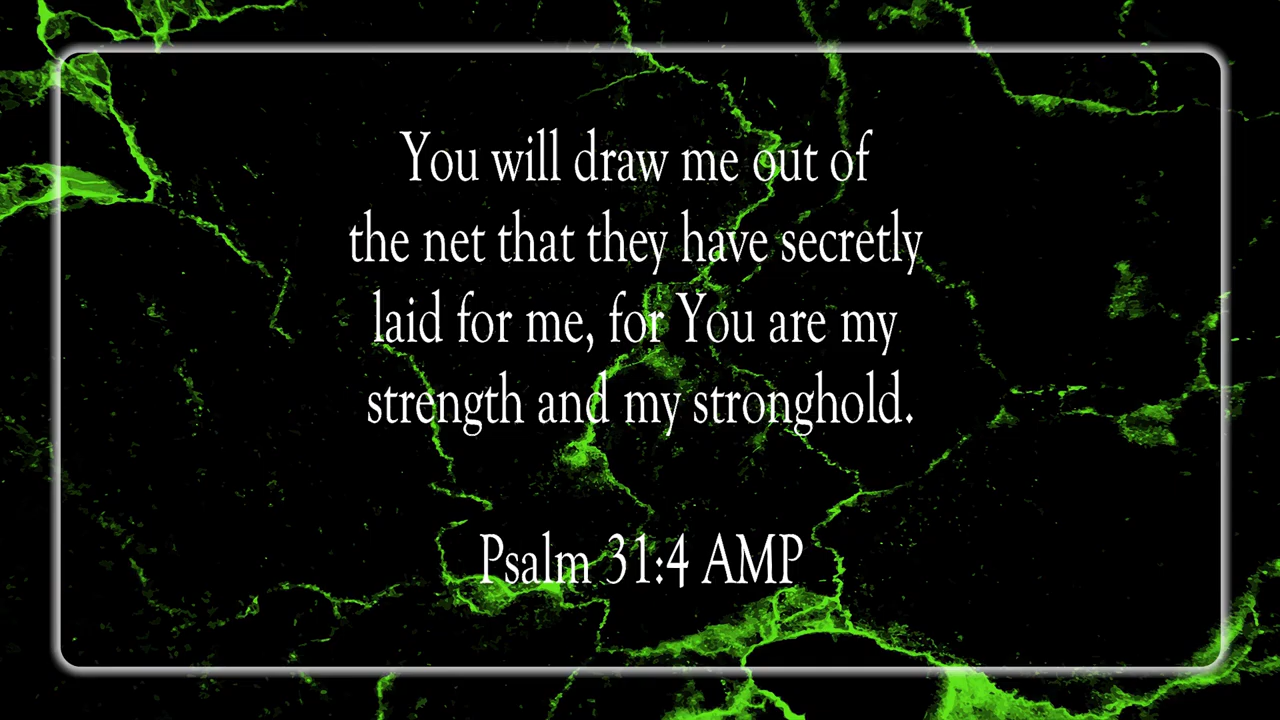 You will draw me out of
the net that they have secretly
laid for me, for You are my
strength and my stronghold.
Psalm 31:4 AMP